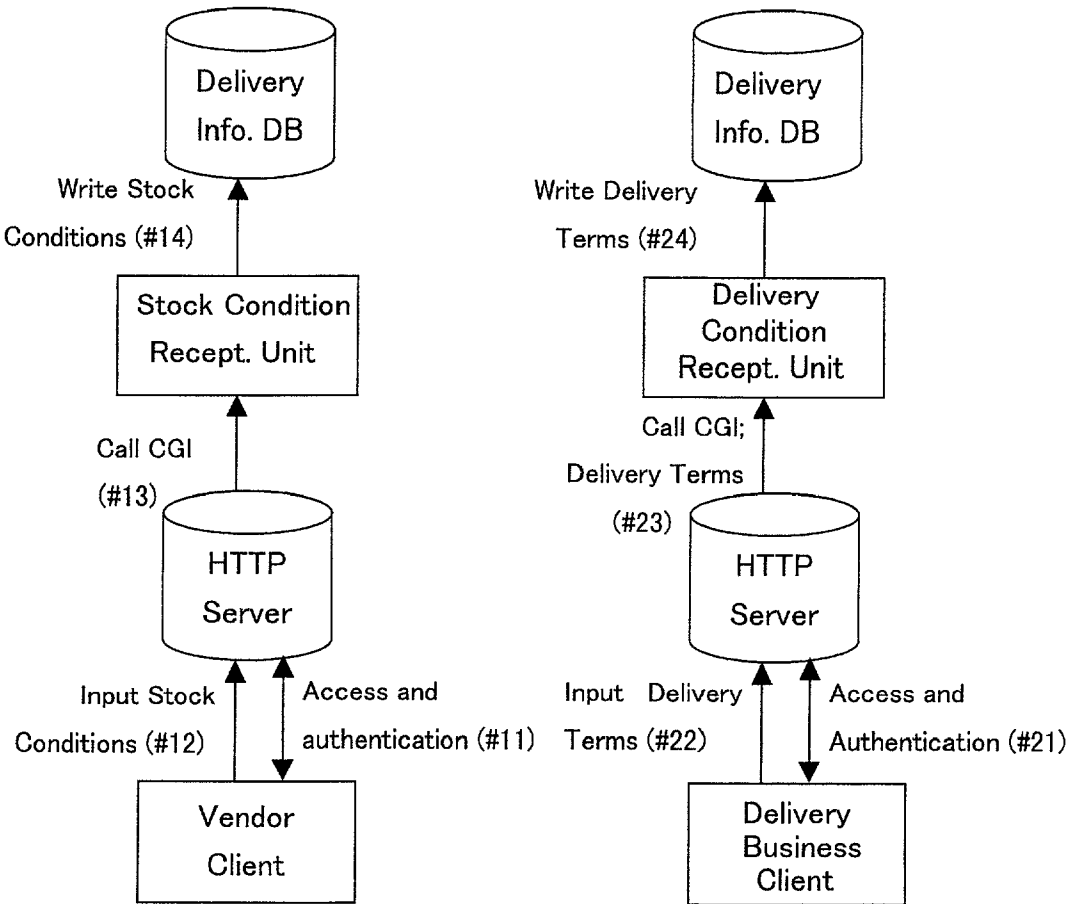 Delivery
Info. DB
Write Stock
Conditions (#14)
Stock Condition
Recept. Unit
Call CGI
(#13)
HTTP
Server
Input Stock
Conditions (#12)
Access and
authentication (#11)
Vendor
Client
Delivery
Info. DB
Write Delivery
Terms (#24)
Delivery
Condition
Recept. Unit
Call CGI;
Delivery Terms
(#23)
HTTP
Server
Input Delivery
Terms (#22)
Access and
Authentication (#21)
Delivery
Business
Client